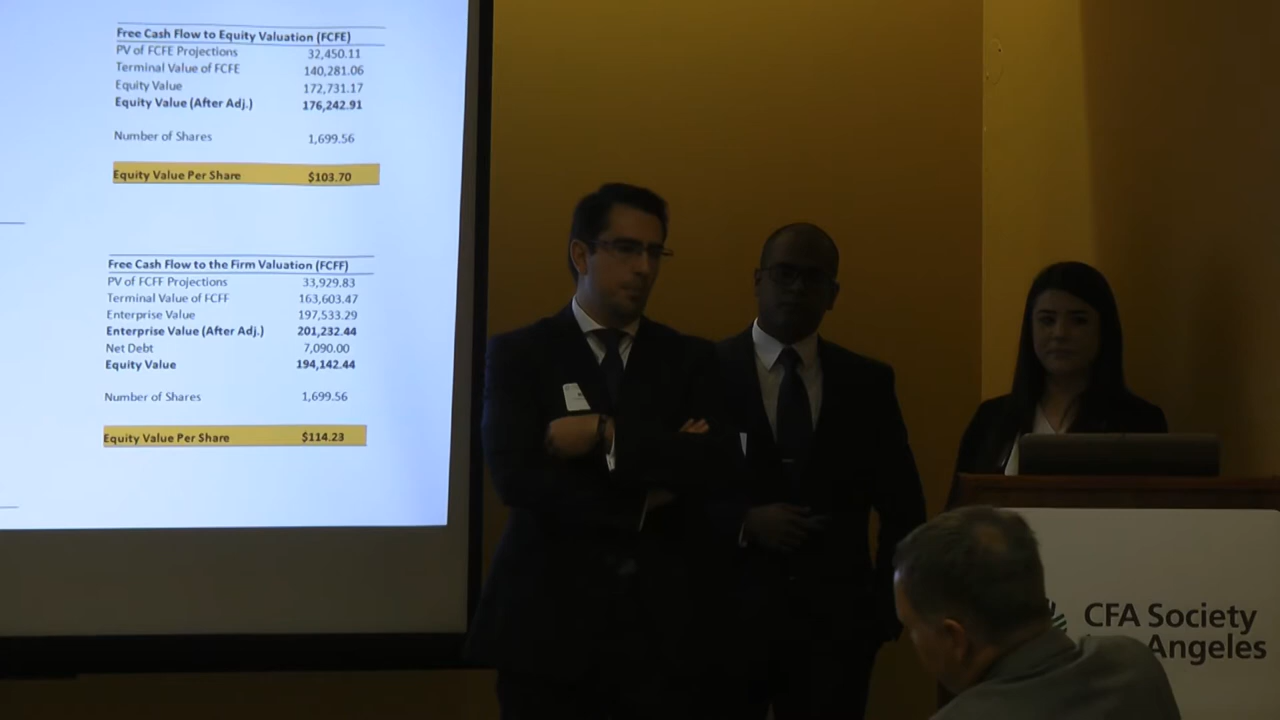 Free Cash Flow to Equity Valuation (FCFE)
PV of FCFE Projections 32,450.11
Terminal Value of FCFE 140,281.06
Equity Value 172,731.17
Equity Value (After Adj.) 176,242.91
Number of Shares 1,699.56
Equity Value Per Share $103.70
Free Cash Flow to the Firm Valuation (FCFF)
PV of FCFF Projections 33,929.83
Terminal Value of FCFF 163,603.47
Enterprise Value 197,533.29
Enterprise Value (After Adj.) 201,232.44
Net Debt 7,090.00
Equity Value 194,142.44
Number of Shares 1,699.56
Equity Value Per Share $114.23
CFA Society
Angeles